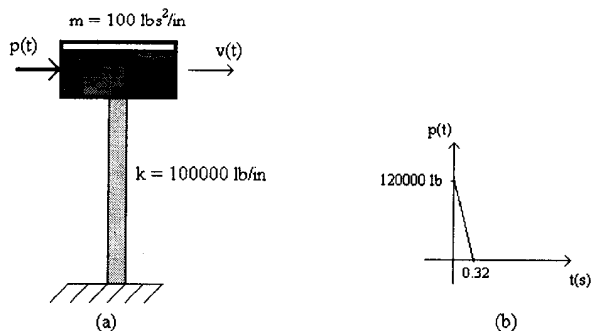 m = 100 lbs²/in
p(t)
v(t)
k = 100000 lb/in
(a)
p(t)
120000 lb
0.32
t(s)
(b)